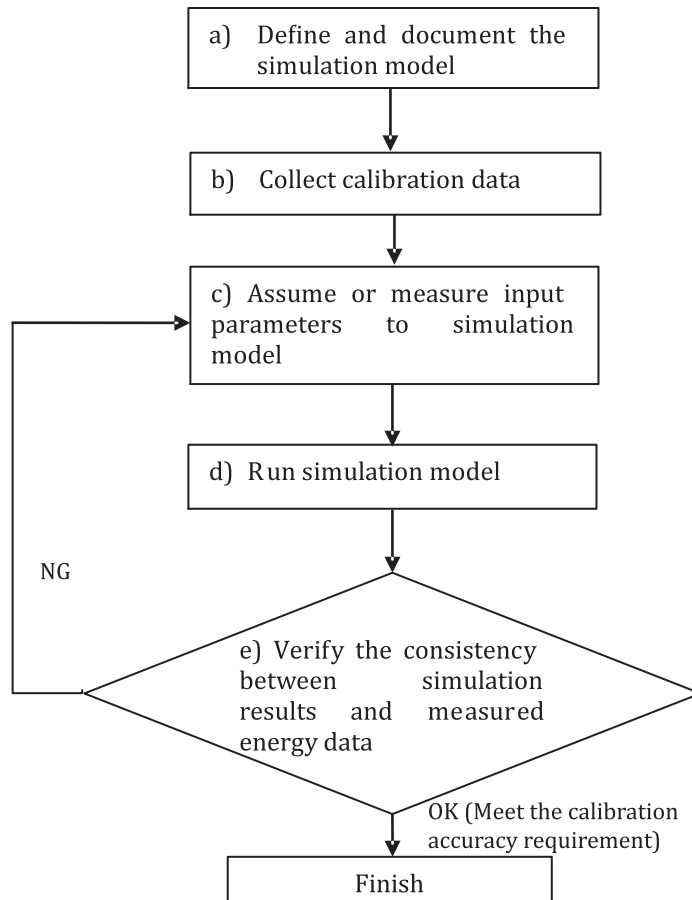 a) Define and document the
simulation model
b) Collect calibration data
c) Assume or measure input
parameters to simulation
model
d) Run simulation model
NG
e) Verify the consistency
between simulation
results and measured
energy data
OK (Meet the calibration
accuracy requirement)
Finish